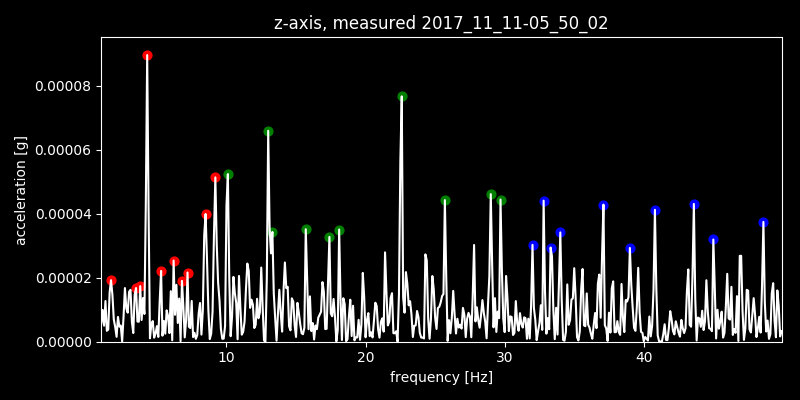 z-axis, measured 2017_11_11-05_50_02
acceleration [g]
0.00008
0.00006
0.00004
0.00002
0.00000
10 20 30 40
frequency [Hz]